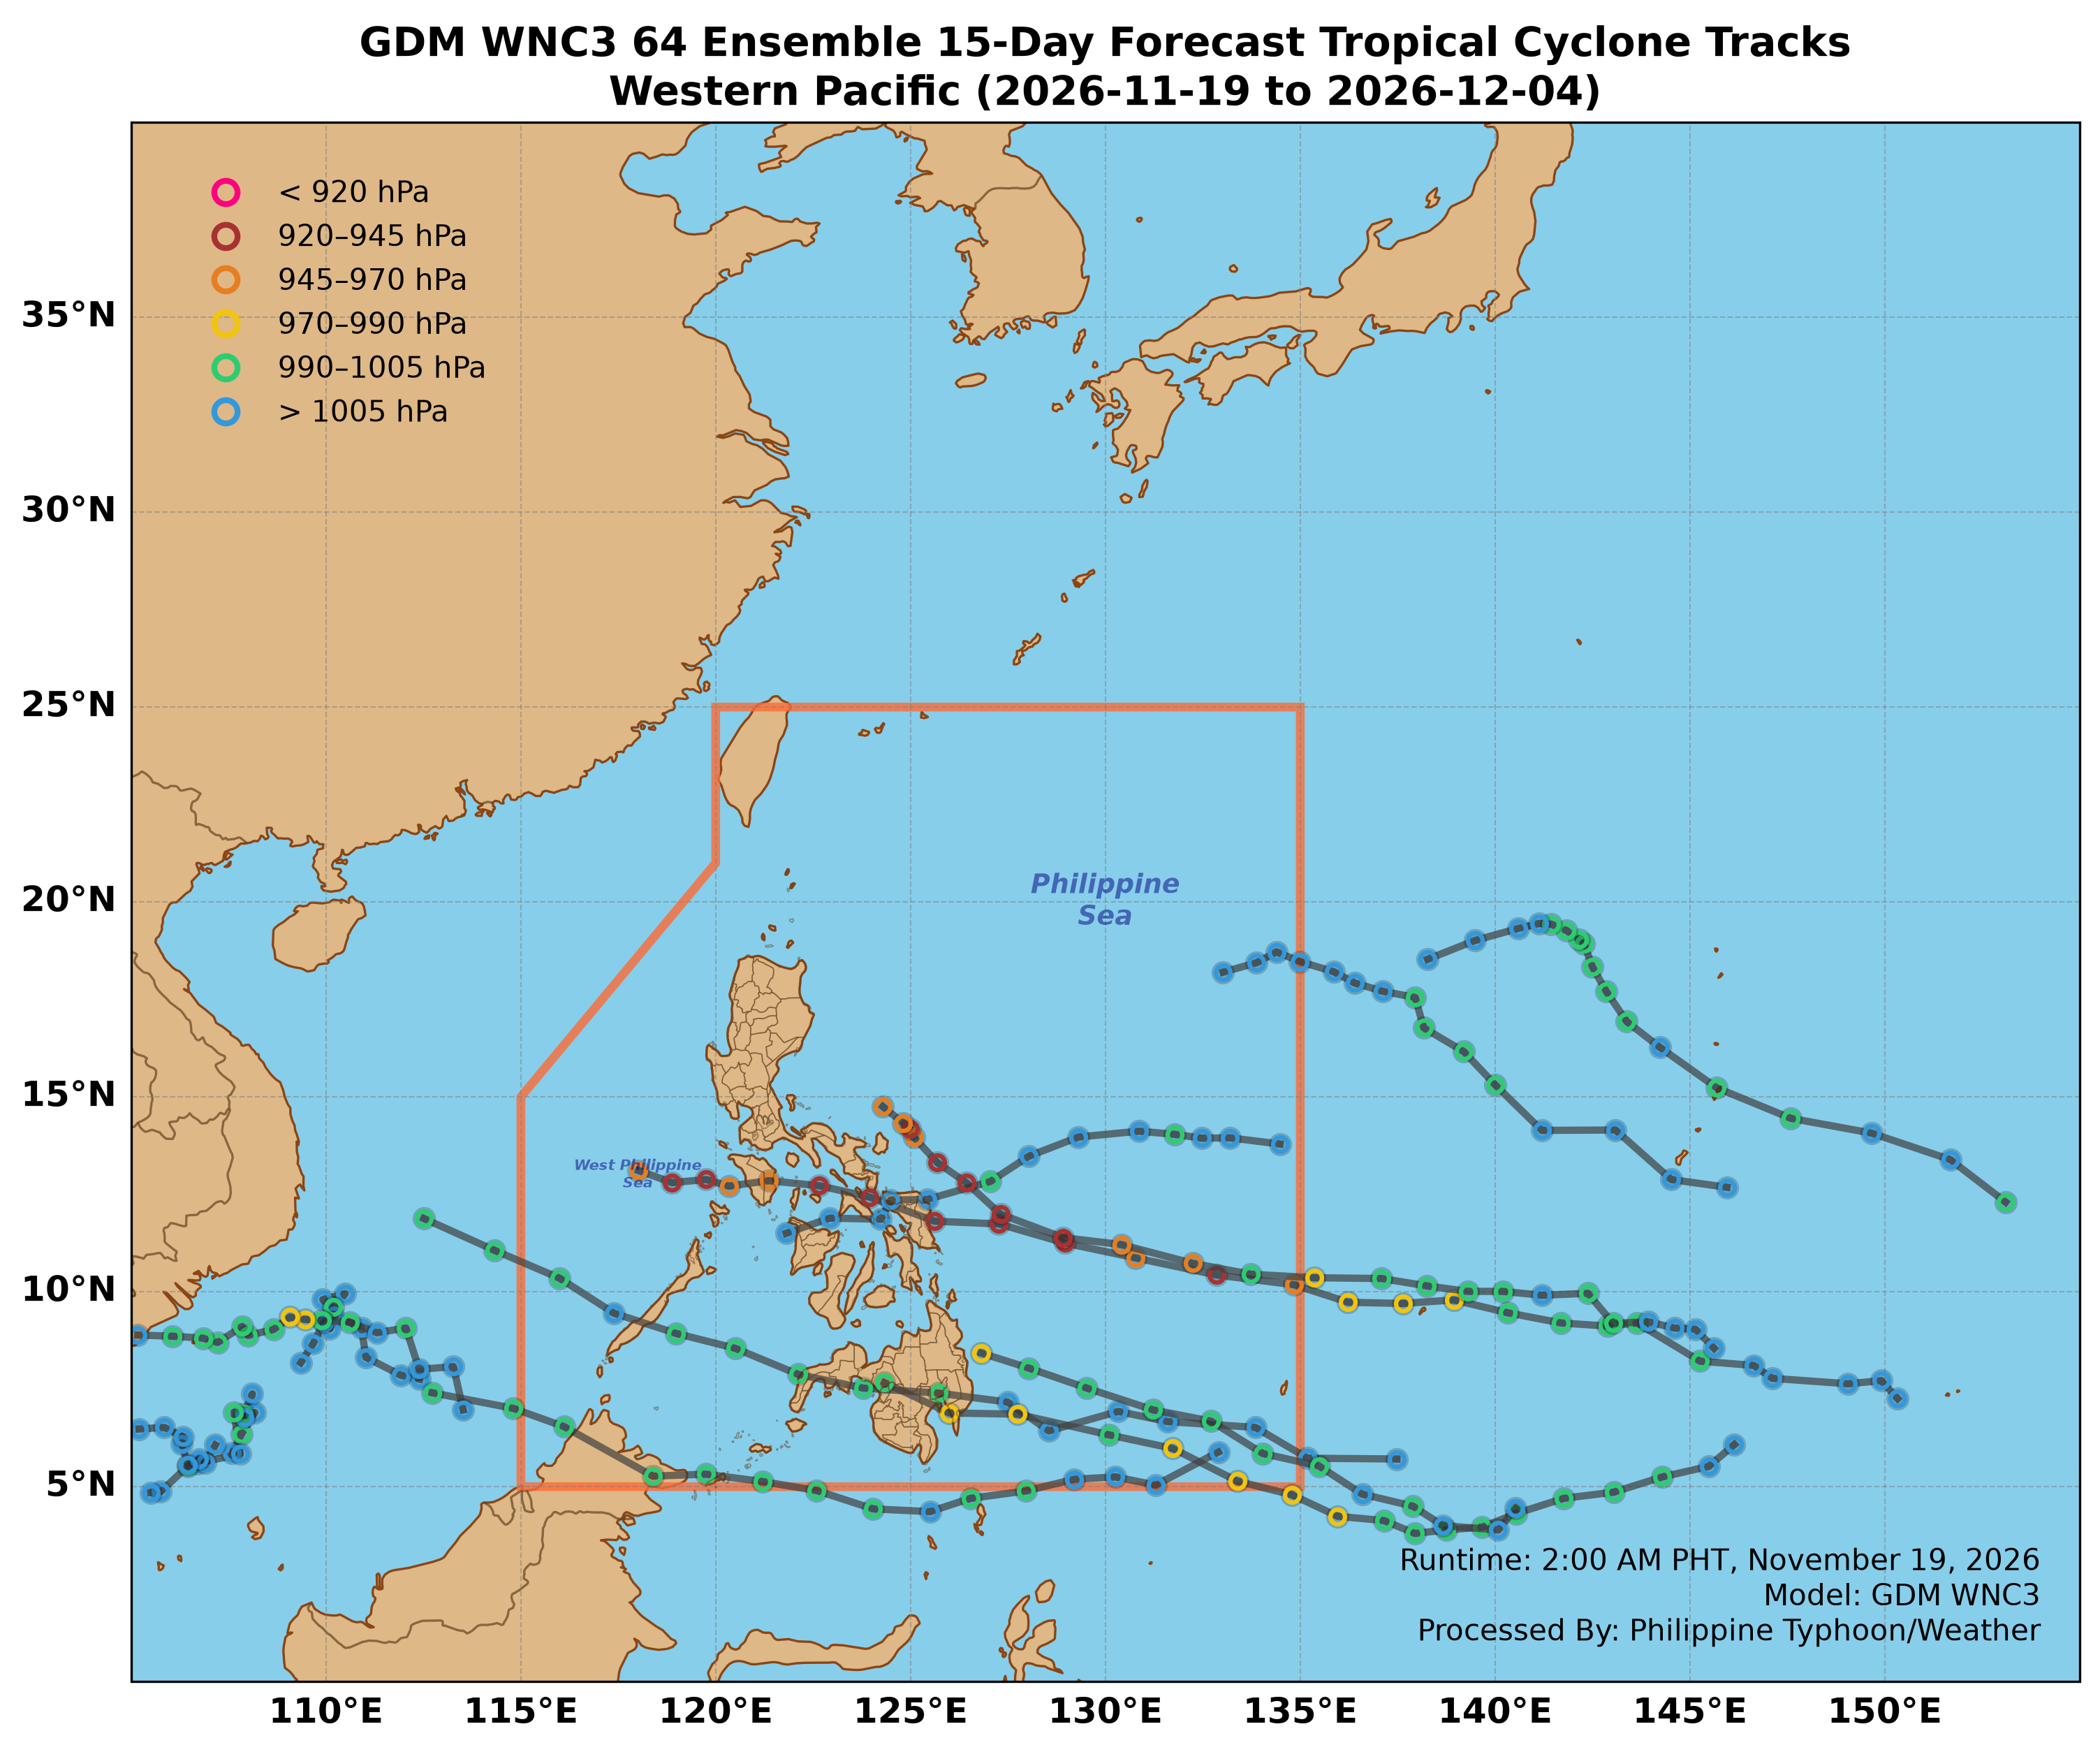 GDM WNC3 64 Ensemble 15-Day Forecast Tropical Cyclone Tracks
Western Pacific (2026-11-19 to 2026-12-04)
< 920 hPa
920–945 hPa
945–970 hPa
970–990 hPa
990–1005 hPa
> 1005 hPa
35°N
30°N
25°N
20°N
15°N
10°N
5°N
Philippine
Sea
West Philippine
Sea
Runtime: 2:00 AM PHT, November 19, 2026
Model: GDM WNC3
Processed By: Philippine Typhoon/Weather
110°E 115°E 120°E 125°E 130°E 135°E 140°E 145°E 150°E